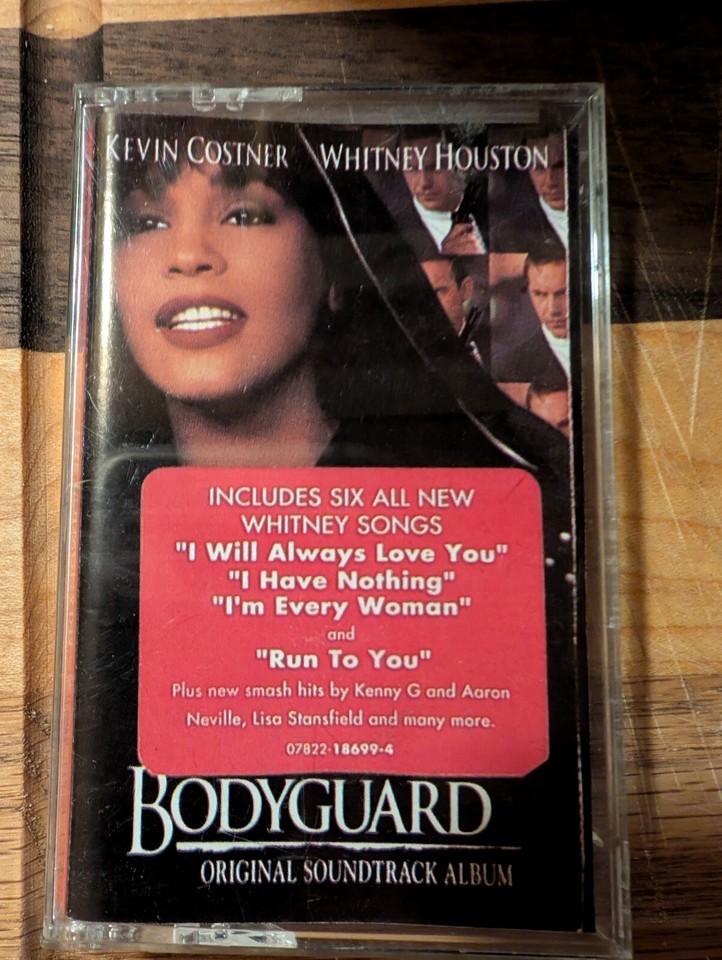 KEVIN COSTNER WHITNEY HOUSTON
INCLUDES SIX ALL NEW
WHITNEY SONGS
"I Will Always Love You"
"I Have Nothing"
"I'm Every Woman"
and
"Run To You"
Plus new smash hits by Kenny G and Aaron
Neville, Lisa Stansfield and many more.
07822-18699-4
BODYGUARD
ORIGINAL SOUNDTRACK ALBUM